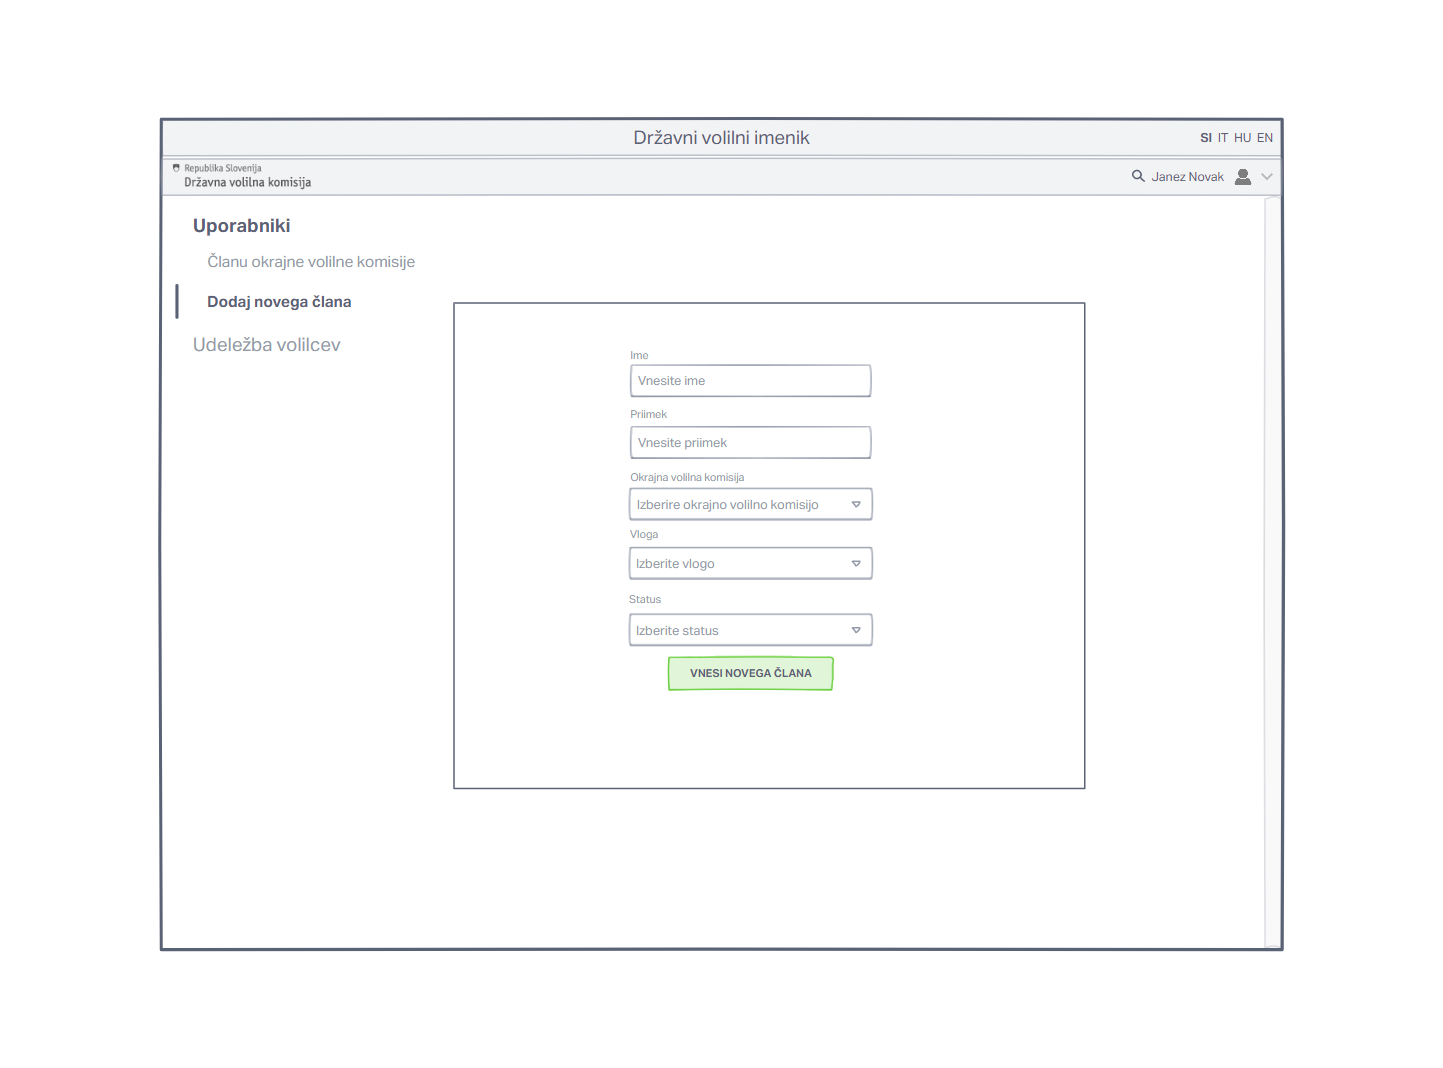 Državni volilni imenik
SI IT HU EN
Republika Slovenija
Državna volilna komisija
Janez Novak
Uporabniki
Članu okrajne volilne komisije
Dodaj novega člana
Udeležba volilcev
Ime
Vnesite ime
Priimek
Vnesite priimek
Okrajna volilna komisija
Izberire okrajno volilno komisijo
Vloga
Izberite vlogo
Status
Izberite status
VNESI NOVEGA ČLANA